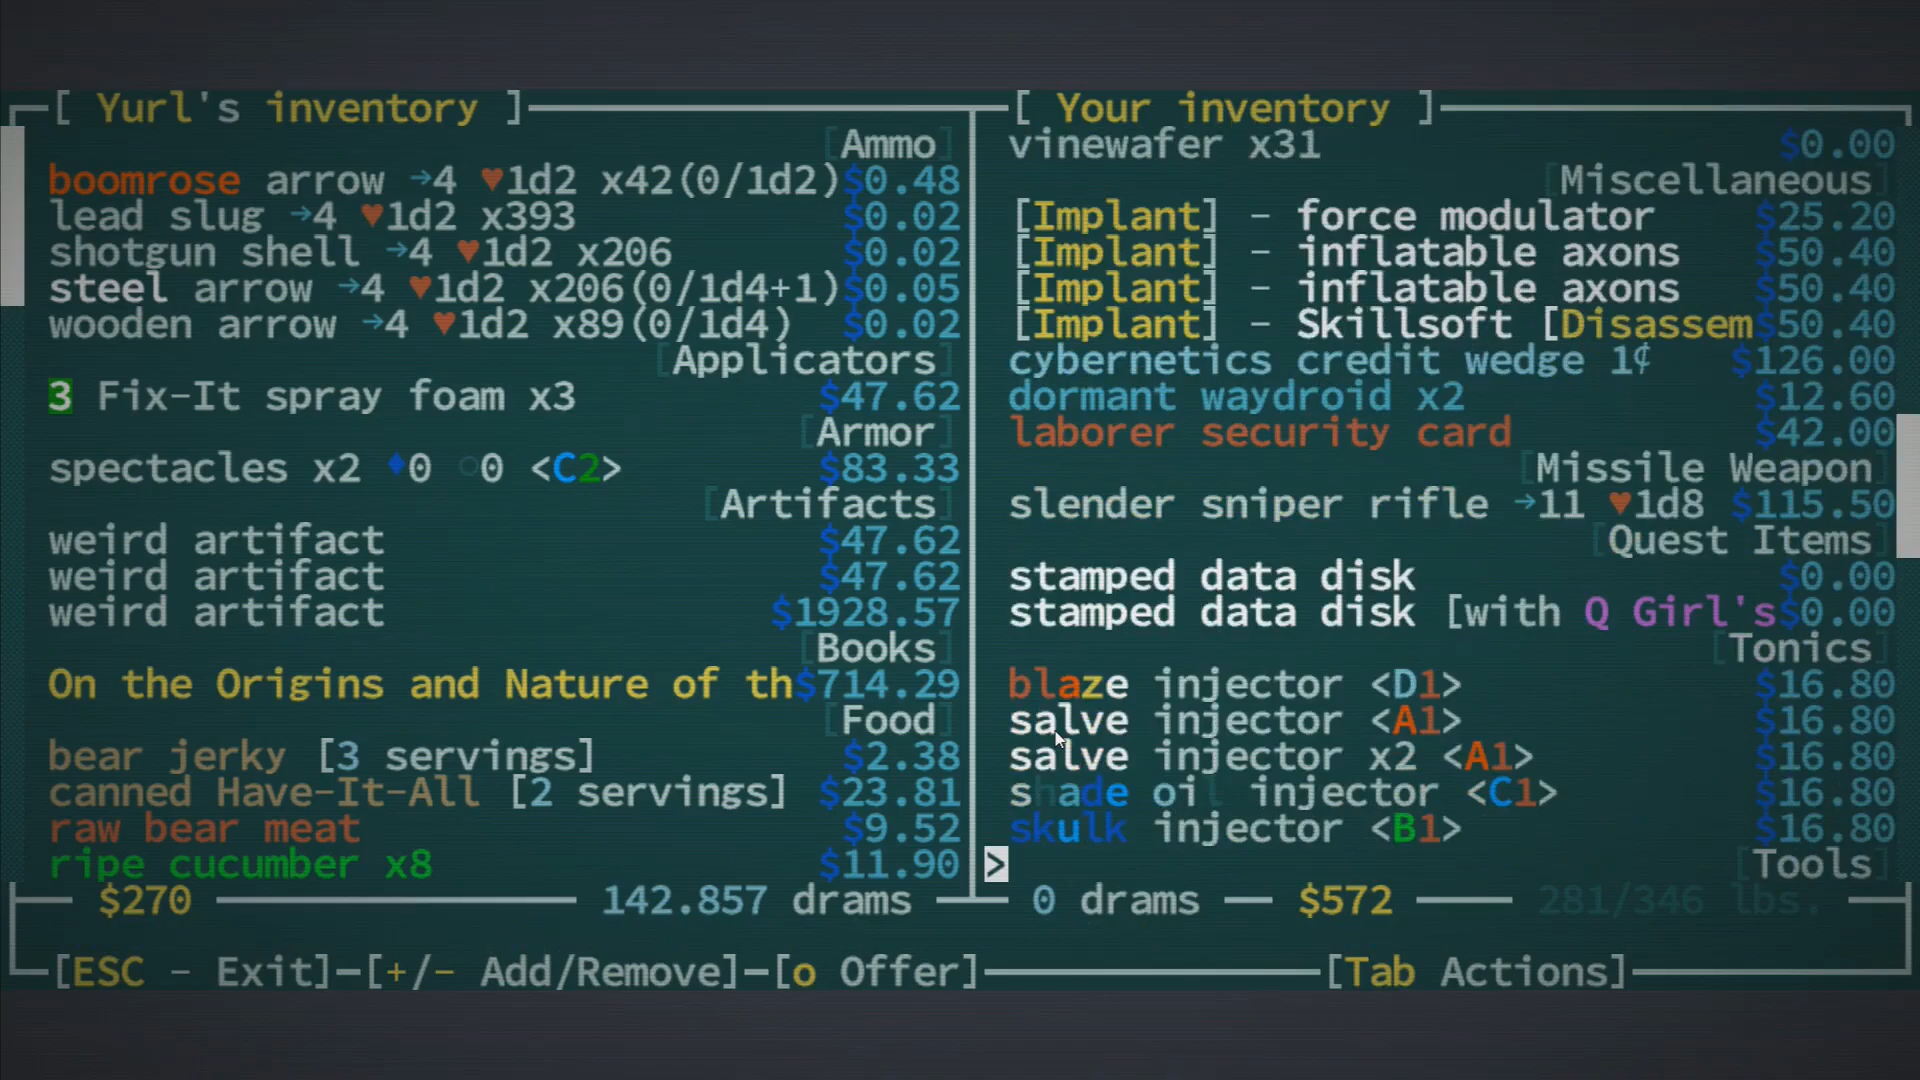 [ Yurl's inventory ]
[Ammo]
boomrose arrow →4 ♥1d2 x42(0/1d2) $0.48
lead slug →4 ♥1d2 x393 $0.02
shotgun shell →4 ♥1d2 x206 $0.02
steel arrow →4 ♥1d2 x206(0/1d4+1) $0.05
wooden arrow →4 ♥1d2 x89(0/1d4) $0.02
[Applicators]
3 Fix-It spray foam x3 $47.62
[Armor]
spectacles x2 ♦0 ○0 <C2> $83.33
[Artifacts]
weird artifact $47.62
weird artifact $47.62
weird artifact $1928.57
[Books]
On the Origins and Nature of th $714.29
[Food]
bear jerky [3 servings] $2.38
canned Have-It-All [2 servings] $23.81
raw bear meat $9.52
ripe cucumber x8 $11.90
$270 142.857 drams
[ Your inventory ]
vinewafer x31 $0.00
[Miscellaneous]
[Implant] - force modulator $25.20
[Implant] - inflatable axons $50.40
[Implant] - inflatable axons $50.40
[Implant] - Skillsoft [Disassem $50.40
cybernetics credit wedge 1¢ $126.00
dormant waydroid x2 $12.60
laborer security card $42.00
[Missile Weapon]
slender sniper rifle →11 ♥1d8 $115.50
[Quest Items]
stamped data disk $0.00
stamped data disk [with Q Girl's $0.00
[Tonics]
blaze injector <D1> $16.80
salve injector <A1> $16.80
salve injector x2 <A1> $16.80
shade oil injector <C1> $16.80
skulk injector <B1> $16.80
> [Tools]
0 drams $572 281/346 lbs.
[ESC - Exit]-[+/- Add/Remove]-[o Offer] [Tab Actions]